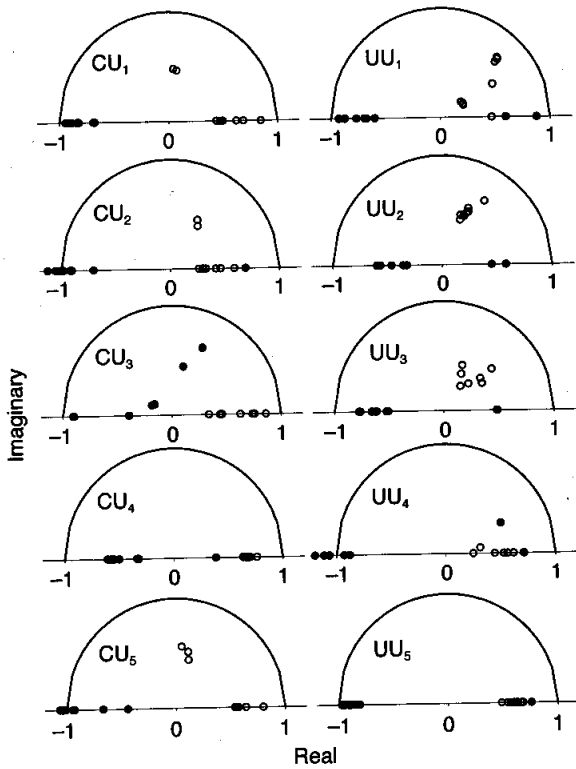 CU₁
UU₁
−1 0 1 −1 0 1
CU₂
UU₂
−1 0 1 −1 0 1
CU₃
UU₃
−1 0 1 −1 0 1
CU₄
UU₄
−1 0 1 −1 0 1
CU₅
UU₅
−1 0 1 −1 0 1
Imaginary
Real